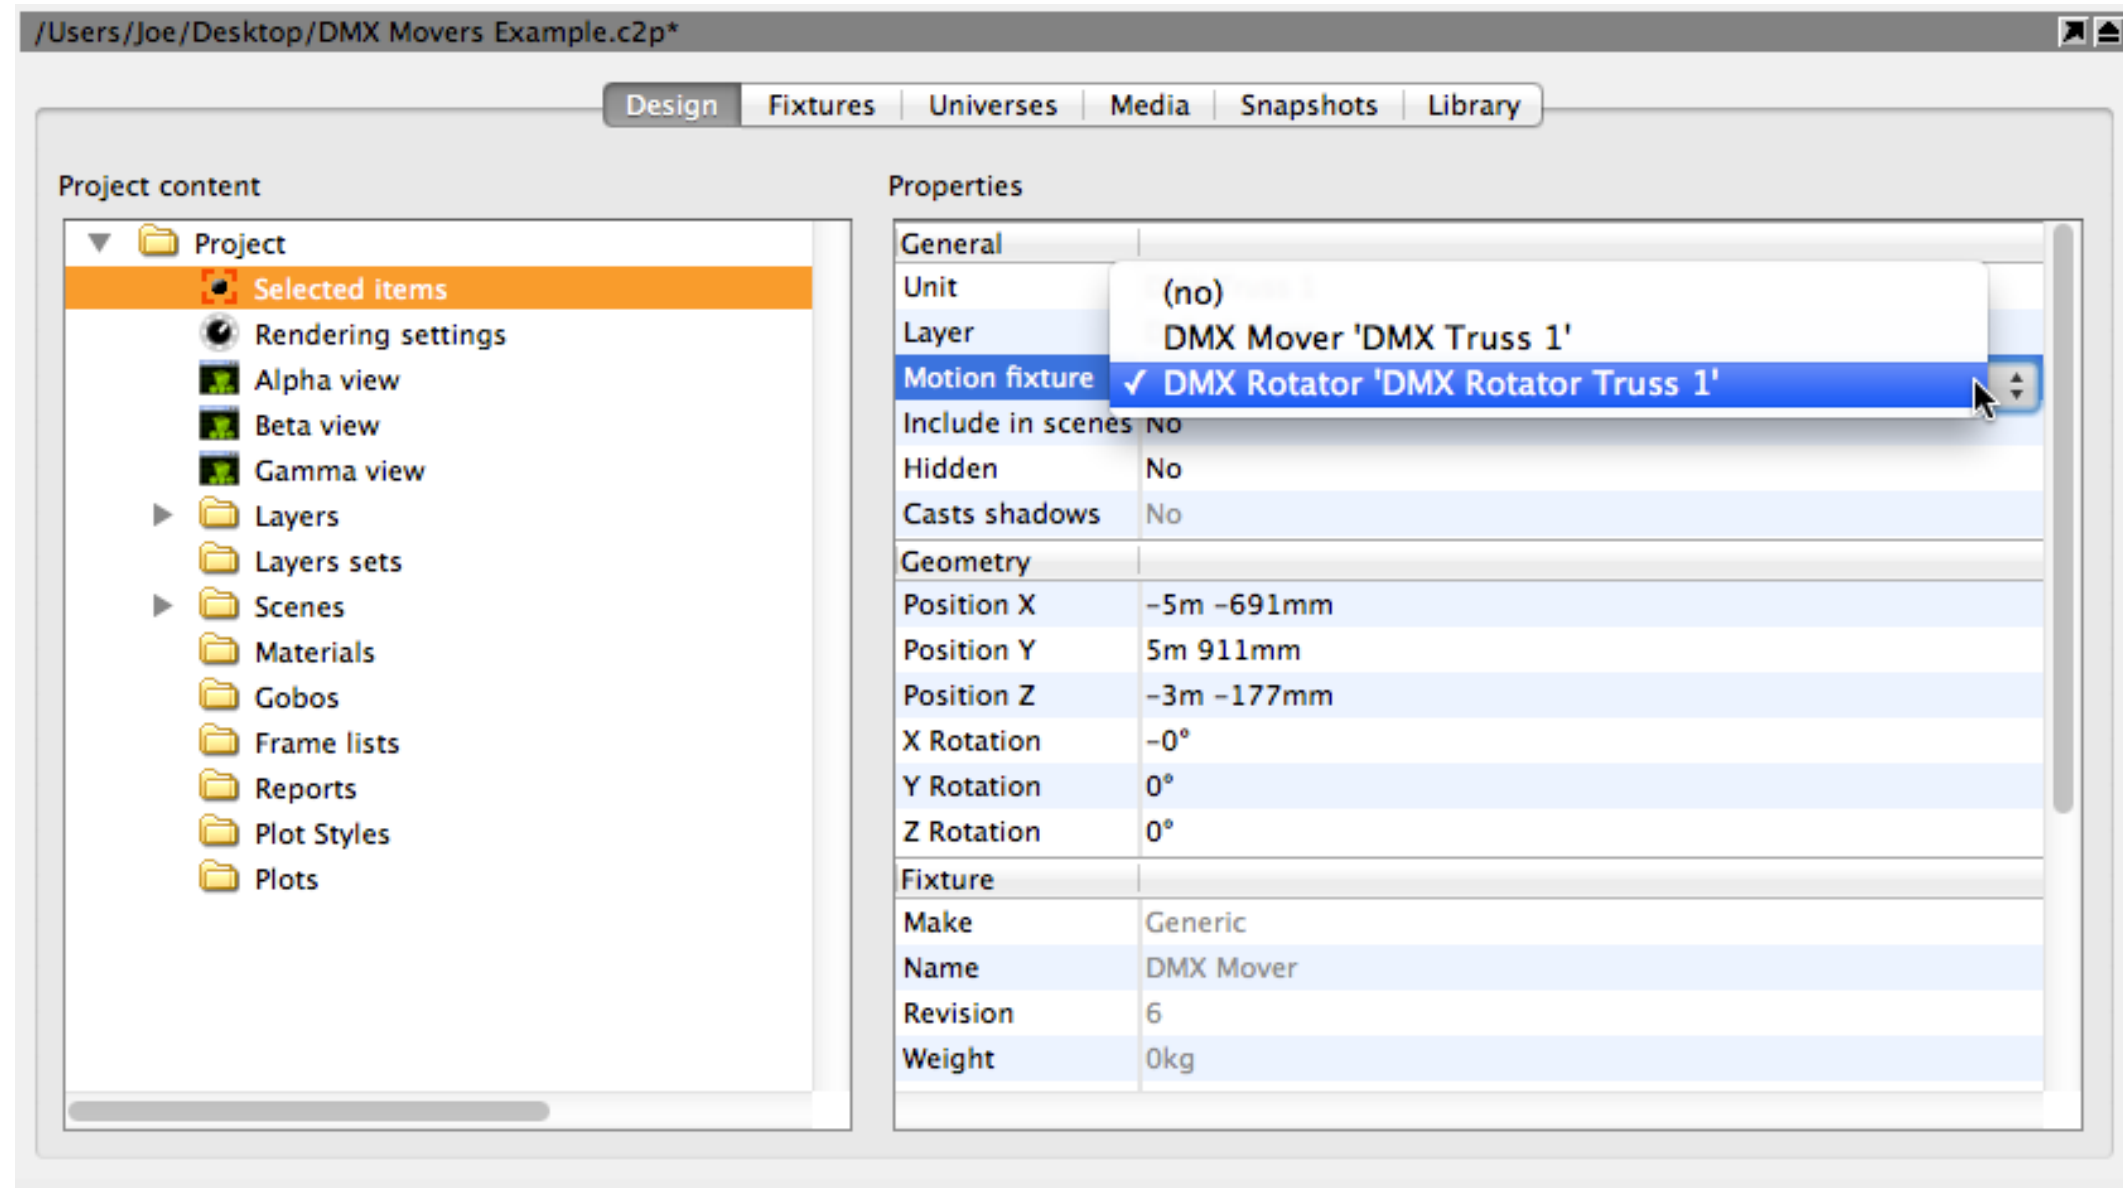 /Users/Joe/Desktop/DMX Movers Example.c2p*
Design Fixtures Universes Media Snapshots Library
Project content
Project
Selected items
Rendering settings
Alpha view
Beta view
Gamma view
Layers
Layers sets
Scenes
Materials
Gobos
Frame lists
Reports
Plot Styles
Plots
Properties
General
Unit
(no)
Layer
DMX Mover 'DMX Truss 1'
Motion fixture
✓ DMX Rotator 'DMX Rotator Truss 1'
Include in scenes No
Hidden No
Casts shadows No
Geometry
Position X -5m -691mm
Position Y 5m 911mm
Position Z -3m -177mm
X Rotation -0°
Y Rotation 0°
Z Rotation 0°
Fixture
Make Generic
Name DMX Mover
Revision 6
Weight 0kg